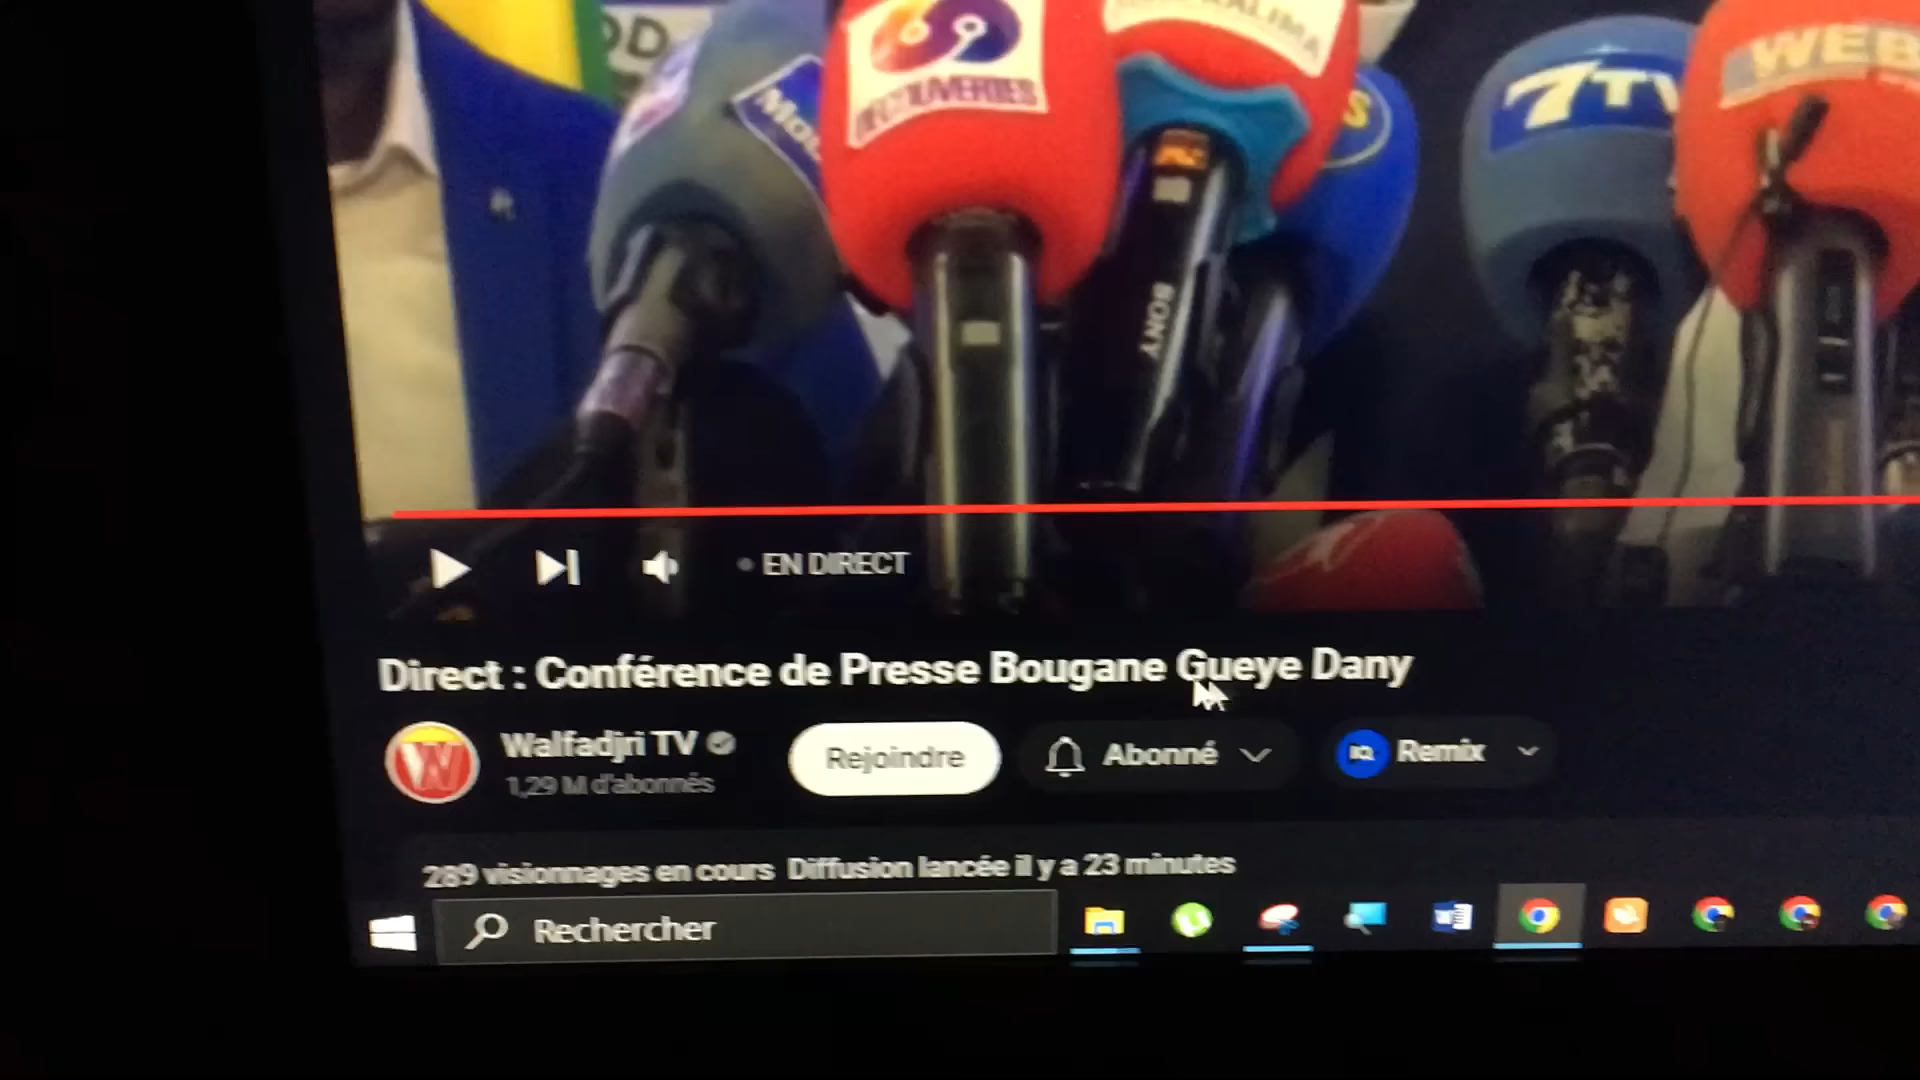 DECOUVERTES
7TV
WEB
SONY
EN DIRECT
Direct : Conférence de Presse Bougane Gueye Dany
Walfadjri TV
1,29 M d'abonnés
Rejoindre
Abonné
Remix
289 visionnages en cours Diffusion lancée il y a 23 minutes
Rechercher